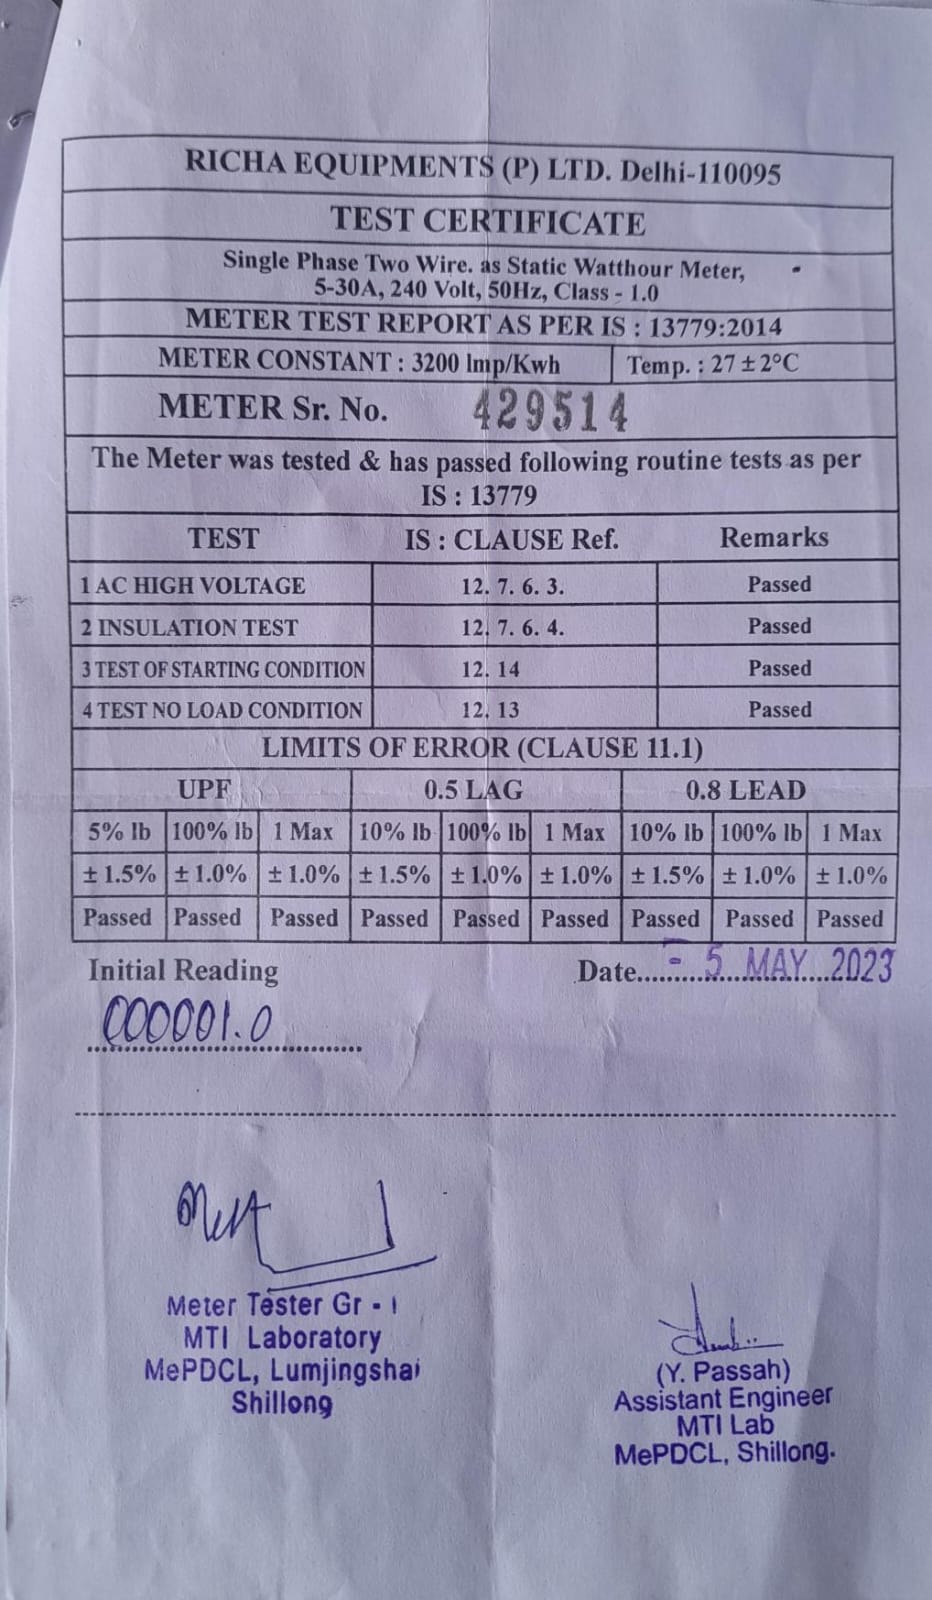 RICHA EQUIPMENTS (P) LTD. Delhi-110095
TEST CERTIFICATE
Single Phase Two Wire. as Static Watthour Meter,
5-30A, 240 Volt, 50Hz, Class - 1.0
METER TEST REPORT AS PER IS : 13779:2014
METER CONSTANT : 3200 lmp/Kwh Temp. : 27 ± 2°C
METER Sr. No. 429514
The Meter was tested & has passed following routine tests as per
IS : 13779
TEST IS : CLAUSE Ref. Remarks
1 AC HIGH VOLTAGE 12. 7. 6. 3. Passed
2 INSULATION TEST 12. 7. 6. 4. Passed
3 TEST OF STARTING CONDITION 12. 14 Passed
4 TEST NO LOAD CONDITION 12. 13 Passed
LIMITS OF ERROR (CLAUSE 11.1)
UPF 0.5 LAG 0.8 LEAD
5% lb 100% lb 1 Max 10% lb 100% lb 1 Max 10% lb 100% lb 1 Max
± 1.5% ± 1.0% ± 1.0% ± 1.5% ± 1.0% ± 1.0% ± 1.5% ± 1.0% ± 1.0%
Passed Passed Passed Passed Passed Passed Passed Passed Passed
Initial Reading Date.......- 5 MAY 2023
000001.0
Meter Tester Gr - I
MTI Laboratory
MePDCL, Lumjingshai
Shillong
(Y. Passah)
Assistant Engineer
MTI Lab
MePDCL, Shillong.